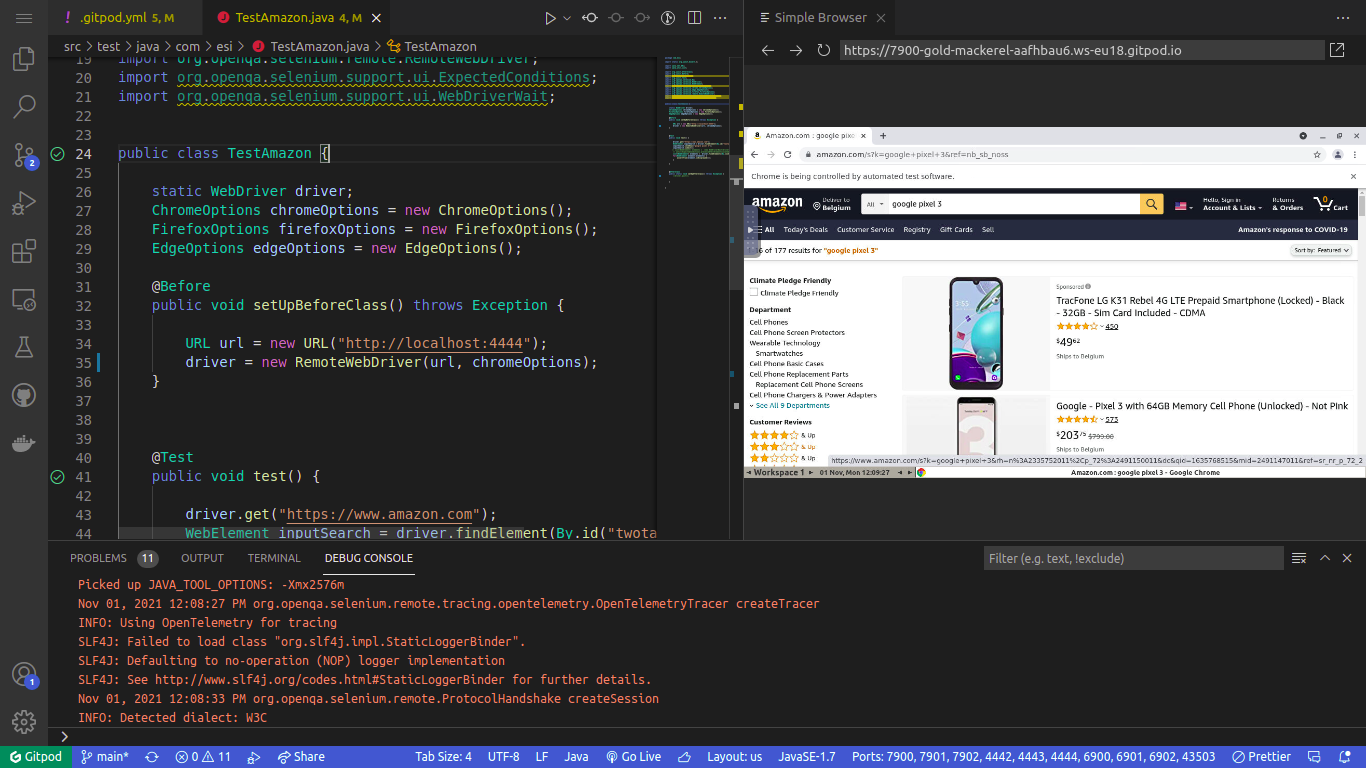 .gitpod.yml 5, M
TestAmazon.java 4, M
src > test > java > com > esi > TestAmazon.java > TestAmazon
19 import org.openqa.selenium.remote.RemoteWebDriver;
20 import org.openqa.selenium.support.ui.ExpectedConditions;
21 import org.openqa.selenium.support.ui.WebDriverWait;
22
23
24 public class TestAmazon {
25
26 static WebDriver driver;
27 ChromeOptions chromeOptions = new ChromeOptions();
28 FirefoxOptions firefoxOptions = new FirefoxOptions();
29 EdgeOptions edgeOptions = new EdgeOptions();
30
31 @Before
32 public void setUpBeforeClass() throws Exception {
33
34 URL url = new URL("http://localhost:4444");
35 driver = new RemoteWebDriver(url, chromeOptions);
36 }
37
38
39
40 @Test
41 public void test() {
42
43 driver.get("https://www.amazon.com");
44 WebElement inputSearch = driver.findElement(By.id("twota
Simple Browser
https://7900-gold-mackerel-aafhbau6.ws-eu18.gitpod.io
Amazon.com : google pixe
amazon.com/s?k=google+pixel+3&ref=nb_sb_noss
Chrome is being controlled by automated test software.
amazon
Deliver to
Belgium
All
google pixel 3
Hello, Sign in
Account & Lists
Returns
& Orders
0
Cart
All Today's Deals Customer Service Registry Gift Cards Sell
Amazon's response to COVID-19
of 177 results for "google pixel 3"
Sort by: Featured
Climate Pledge Friendly
Climate Pledge Friendly
Department
Cell Phones
Cell Phone Screen Protectors
Wearable Technology
Smartwatches
Cell Phone Basic Cases
Cell Phone Replacement Parts
Replacement Cell Phone Screens
Cell Phone Chargers & Power Adapters
See All 9 Departments
Customer Reviews
& Up
& Up
& Up
3:33
Sponsored
TracFone LG K31 Rebel 4G LTE Prepaid Smartphone (Locked) - Black
- 32GB - Sim Card Included - CDMA
450
$49 62
Ships to Belgium
Google - Pixel 3 with 64GB Memory Cell Phone (Unlocked) - Not Pink
573
$203 75 $799.00
Ships to Belgium
https://www.amazon.com/s?k=google+pixel+3&rh=n%3A2335752011%2Cp_72%3A2491150011&dc&qid=1635768515&rnid=2491147011&ref=sr_nr_p_72_2
Workspace 1
01 Nov, Mon 12:09:27
Amazon.com : google pixel 3 - Google Chrome
PROBLEMS 11 OUTPUT TERMINAL DEBUG CONSOLE
Filter (e.g. text, !exclude)
Picked up JAVA_TOOL_OPTIONS: -Xmx2576m
Nov 01, 2021 12:08:27 PM org.openqa.selenium.remote.tracing.opentelemetry.OpenTelemetryTracer createTracer
INFO: Using OpenTelemetry for tracing
SLF4J: Failed to load class "org.slf4j.impl.StaticLoggerBinder".
SLF4J: Defaulting to no-operation (NOP) logger implementation
SLF4J: See http://www.slf4j.org/codes.html#StaticLoggerBinder for further details.
Nov 01, 2021 12:08:33 PM org.openqa.selenium.remote.ProtocolHandshake createSession
INFO: Detected dialect: W3C
2
1
Gitpod main* 0 11 Share
Tab Size: 4 UTF-8 LF Java Go Live Layout: us JavaSE-1.7 Ports: 7900, 7901, 7902, 4442, 4443, 4444, 6900, 6901, 6902, 43503 Prettier